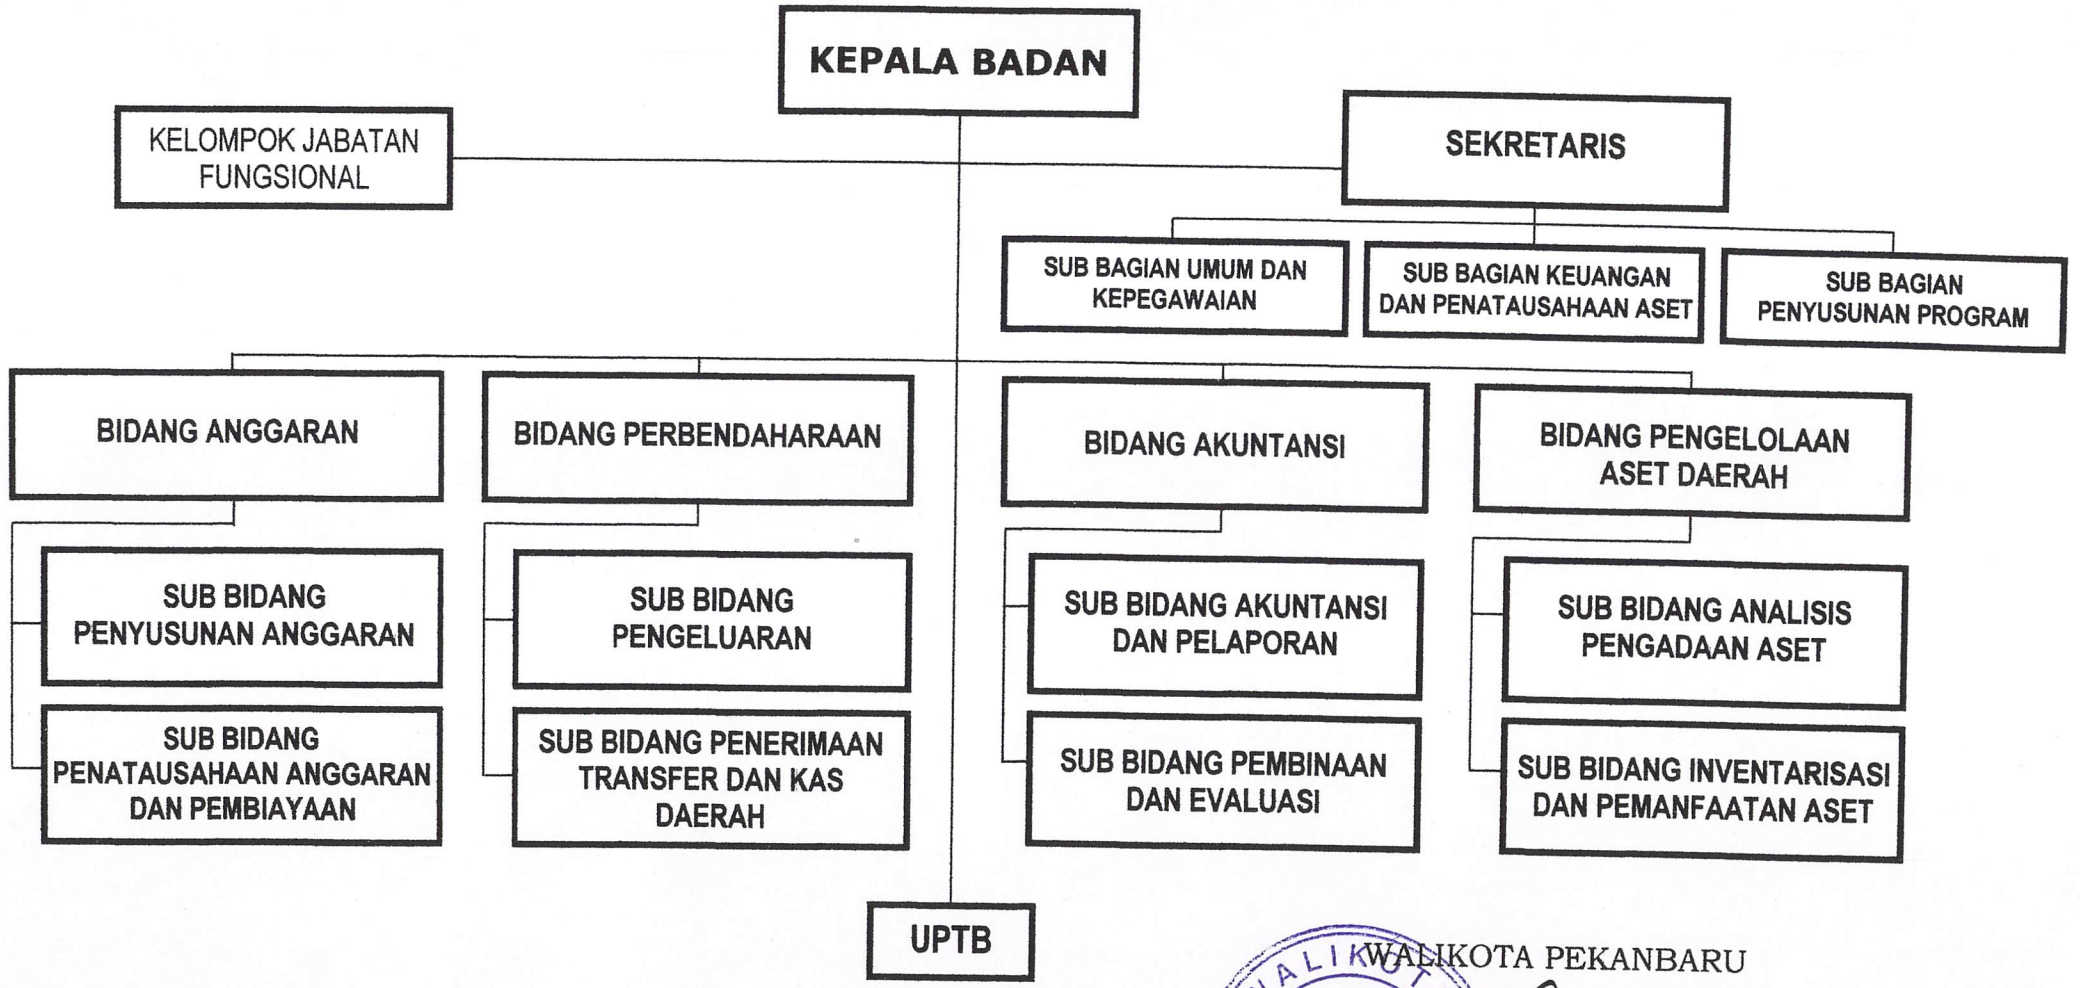 KEPALA BADAN
KELOMPOK JABATAN
FUNGSIONAL
SEKRETARIS
SUB BAGIAN UMUM DAN
KEPEGAWAIAN
SUB BAGIAN KEUANGAN
DAN PENATAUSAHAAN ASET
SUB BAGIAN
PENYUSUNAN PROGRAM
BIDANG ANGGARAN
BIDANG PERBENDAHARAAN
BIDANG AKUNTANSI
BIDANG PENGELOLAAN
ASET DAERAH
SUB BIDANG
PENYUSUNAN ANGGARAN
SUB BIDANG
PENGELUARAN
SUB BIDANG AKUNTANSI
DAN PELAPORAN
SUB BIDANG ANALISIS
PENGADAAN ASET
SUB BIDANG
PENATAUSAHAAN ANGGARAN
DAN PEMBIAYAAN
SUB BIDANG PENERIMAAN
TRANSFER DAN KAS
DAERAH
SUB BIDANG PEMBINAAN
DAN EVALUASI
SUB BIDANG INVENTARISASI
DAN PEMANFAATAN ASET
UPTB
WALIKOTA PEKANBARU